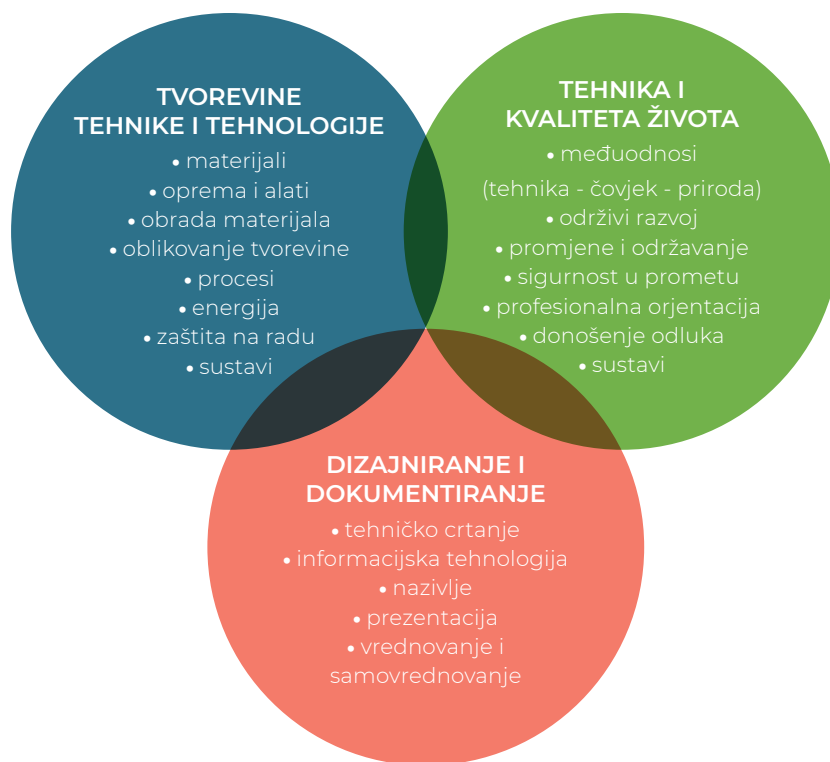 TVOREVINE
TEHNIKE I TEHNOLOGIJE
• materijali
• oprema i alati
• obrada materijala
• oblikovanje tvorevine
• procesi
• energija
• zaštita na radu
• sustavi
TEHNIKA I
KVALITETA ŽIVOTA
• međuodnosi
(tehnika - čovjek - priroda)
• održivi razvoj
• promjene i održavanje
• sigurnost u prometu
• profesionalna orjentacija
• donošenje odluka
• sustavi
DIZAJNIRANJE I
DOKUMENTIRANJE
• tehničko crtanje
• informacijska tehnologija
• nazivlje
• prezentacija
• vrednovanje i
samovrednovanje